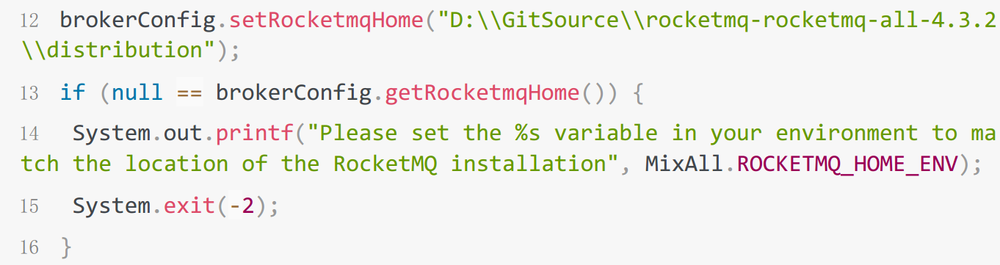 12 brokerConfig.setRocketmqHome("D:\\GitSource\\rocketmq-rocketmq-all-4.3.2
\\distribution");
13 if (null == brokerConfig.getRocketmqHome()) {
14 System.out.printf("Please set the %s variable in your environment to ma
tch the location of the RocketMQ installation", MixAll.ROCKETMQ_HOME_ENV);
15 System.exit(-2);
16 }